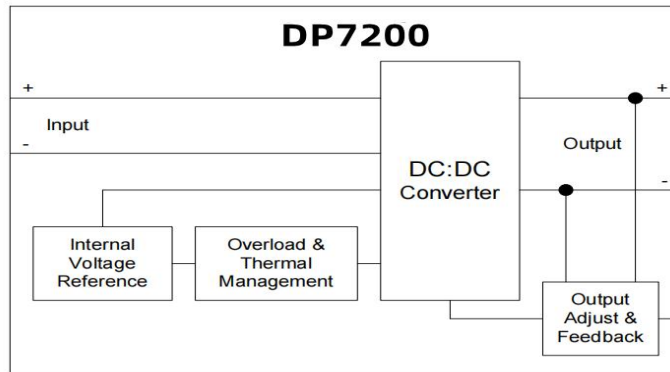 DP7200
+
+
Input
-
Output
-
DC:DC
Converter
Internal
Voltage
Reference
Overload &
Thermal
Management
Output
Adjust &
Feedback